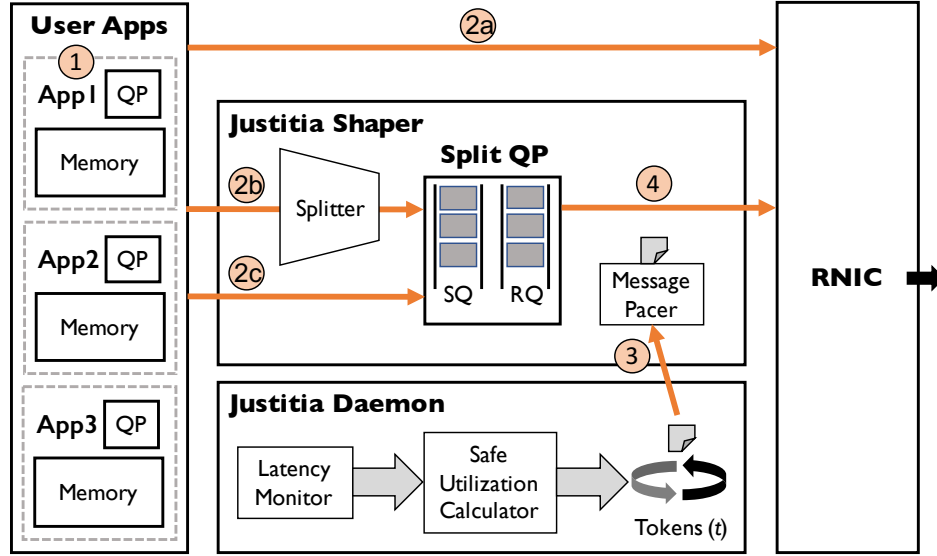 User Apps
1
App1
QP
Memory
App2
QP
Memory
App3
QP
Memory
2a
Justitia Shaper
2b
Splitter
2c
Split QP
SQ
RQ
4
Message
Pacer
3
Justitia Daemon
Latency
Monitor
Safe
Utilization
Calculator
Tokens (t)
RNIC